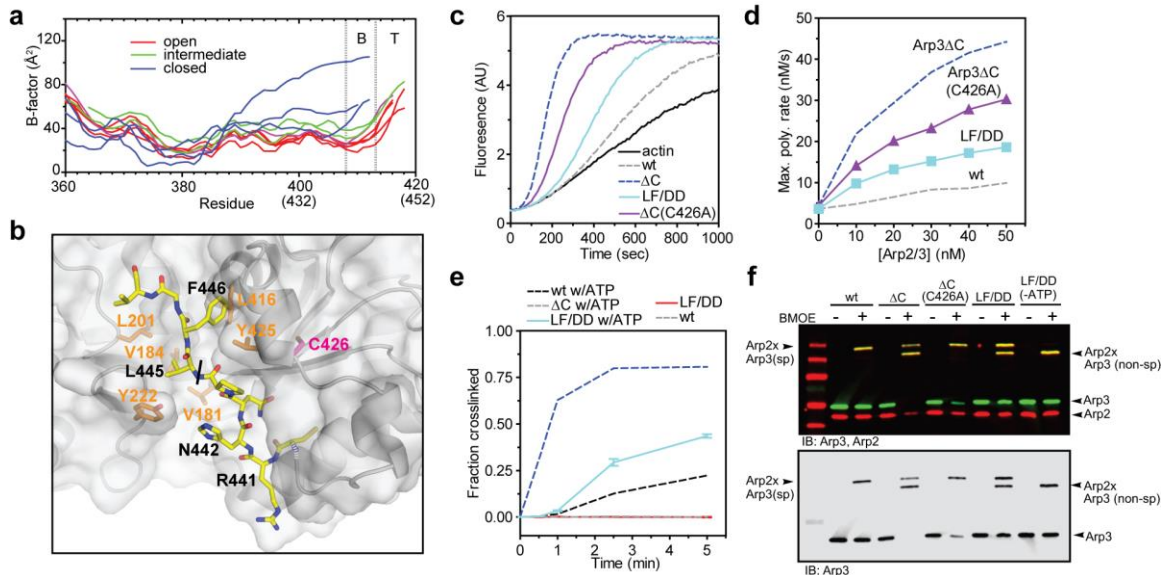 a
B-factor (Å²)
120
80
40
0
open
intermediate
closed
B
T
360
380
400
420
Residue
(432)
(452)
b
F446
L416
L201
Y425
V184
C426
L445
Y222
V181
N442
R441
c
Fluoresence (AU)
6
5
4
3
2
1
0
actin
wt
ΔC
LF/DD
ΔC(C426A)
0 200 400 600 800 1000
Time (sec)
d
Max. poly. rate (nM/s)
50
40
30
20
10
0
Arp3ΔC
Arp3ΔC
(C426A)
LF/DD
wt
0 10 20 30 40 50
[Arp2/3] (nM)
e
wt w/ATP
ΔC w/ATP
LF/DD w/ATP
LF/DD
wt
Fraction crosslinked
1.00
0.75
0.50
0.25
0.00
0 1 2 3 4 5
Time (min)
f
wt
ΔC
ΔC
(C426A)
LF/DD
LF/DD
(-ATP)
BMOE
- + - + - + - + - +
Arp2x
Arp3(sp)
Arp2x
Arp3 (non-sp)
Arp3
Arp2
IB: Arp3, Arp2
Arp2x
Arp3(sp)
Arp2x
Arp3 (non-sp)
Arp3
IB: Arp3